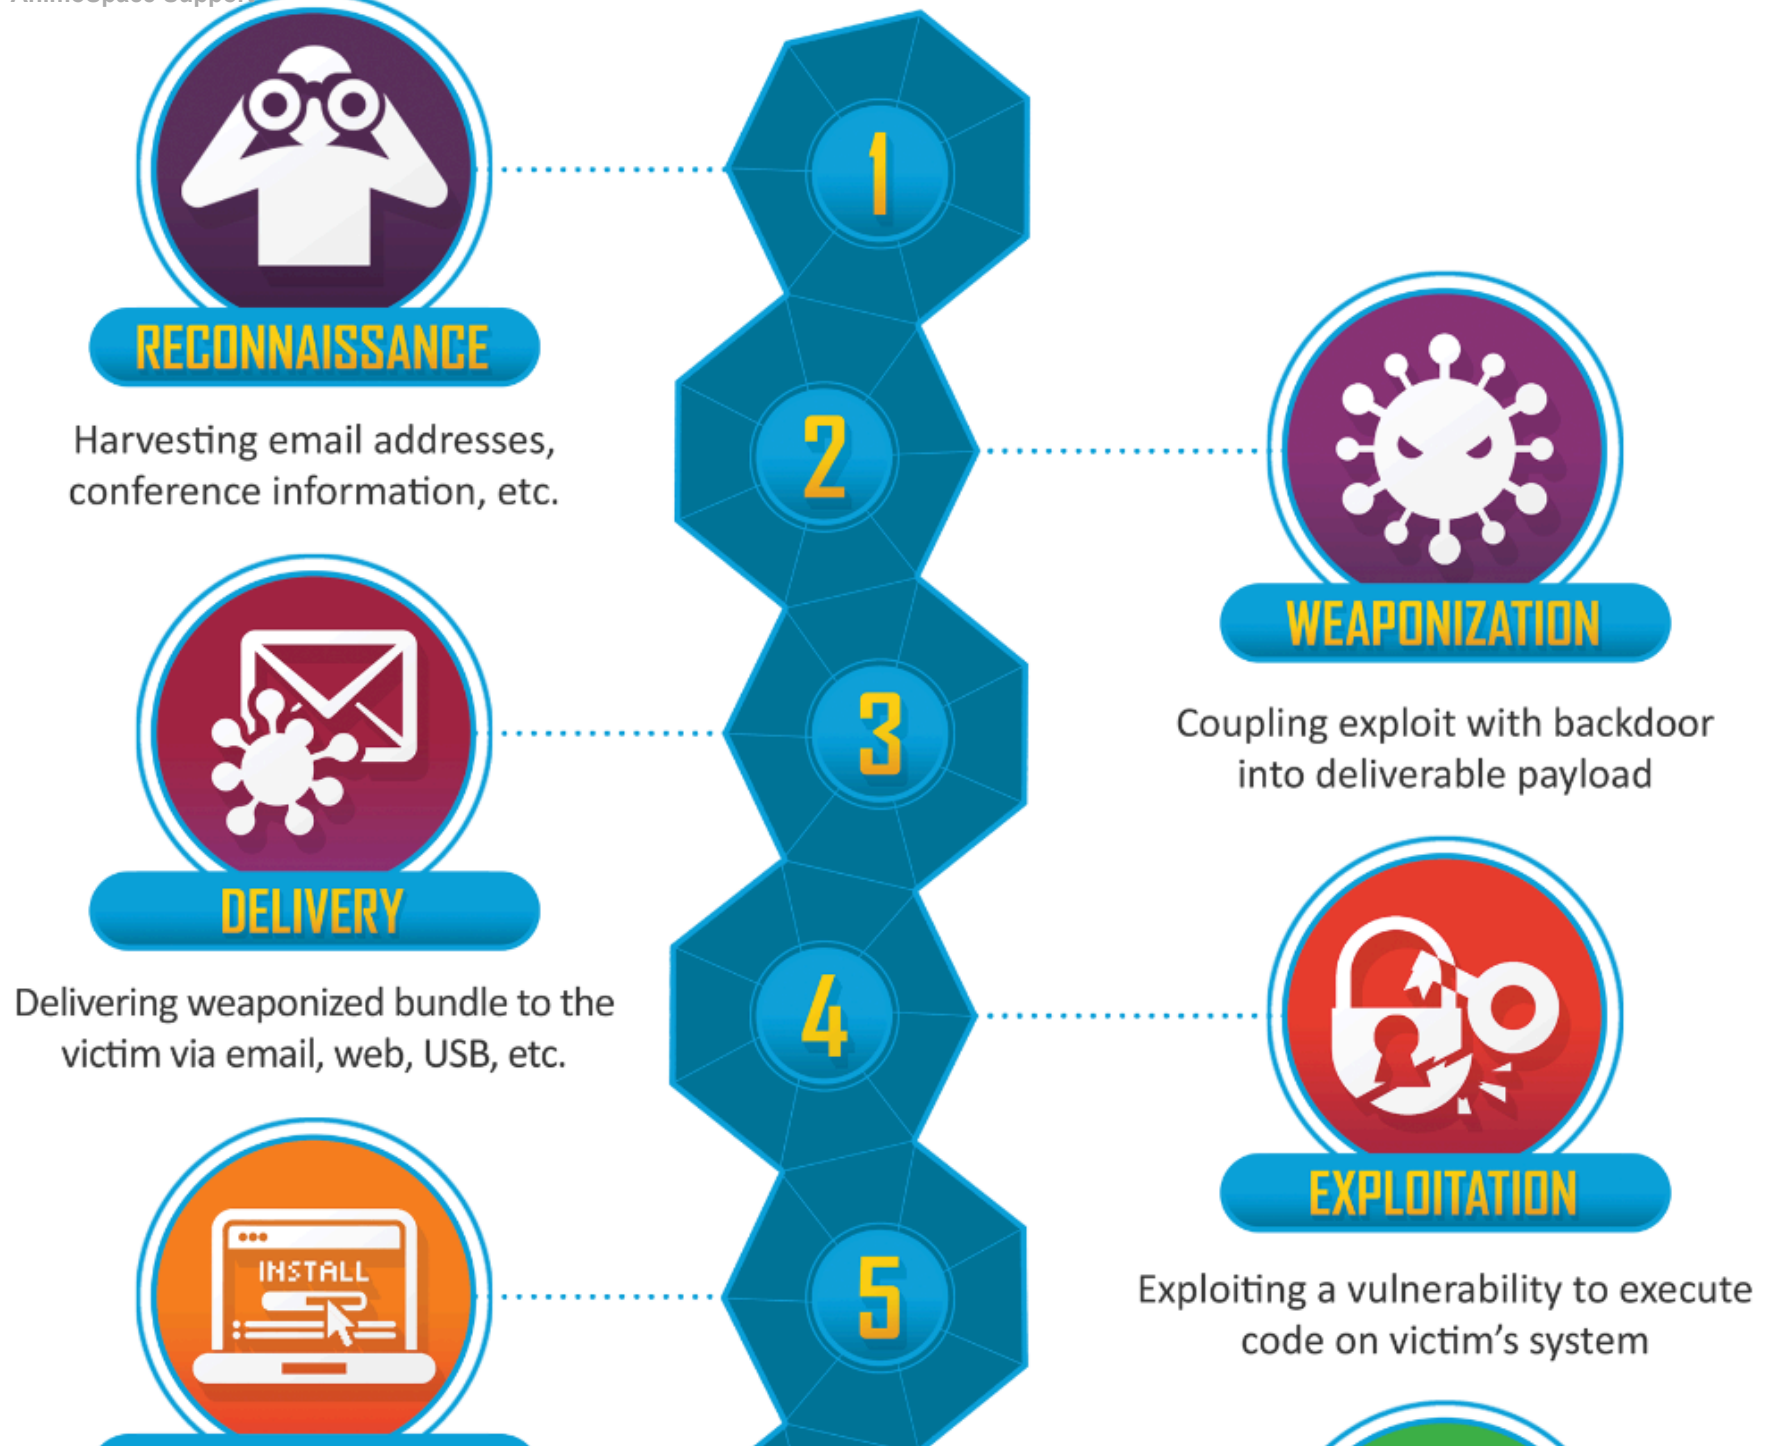 AnimoSpace Support
1
RECONNAISSANCE
Harvesting email addresses,
conference information, etc.
2
WEAPONIZATION
Coupling exploit with backdoor
into deliverable payload
3
DELIVERY
Delivering weaponized bundle to the
victim via email, web, USB, etc.
4
EXPLOITATION
Exploiting a vulnerability to execute
code on victim’s system
5
INSTALL